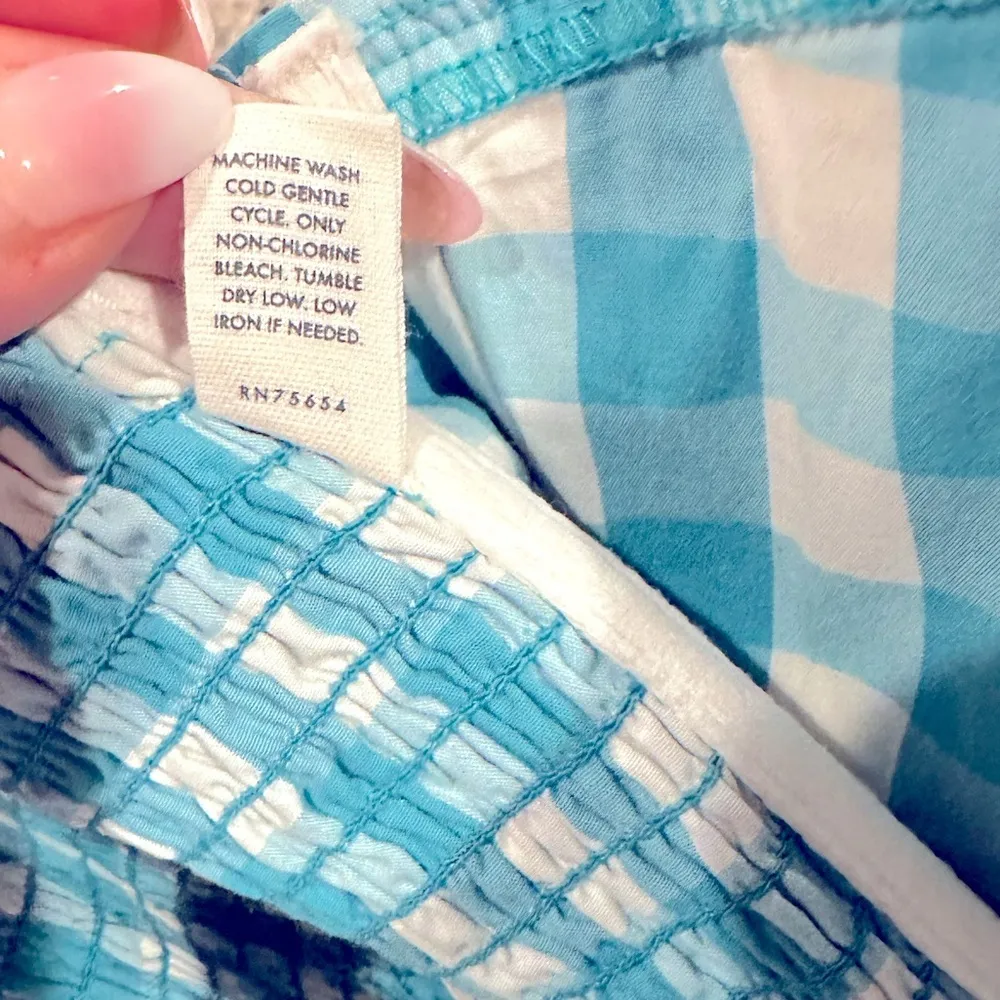 MACHINE WASH
COLD GENTLE
CYCLE. ONLY
NON-CHLORINE
BLEACH. TUMBLE
DRY LOW. LOW
IRON IF NEEDED.
RN75654